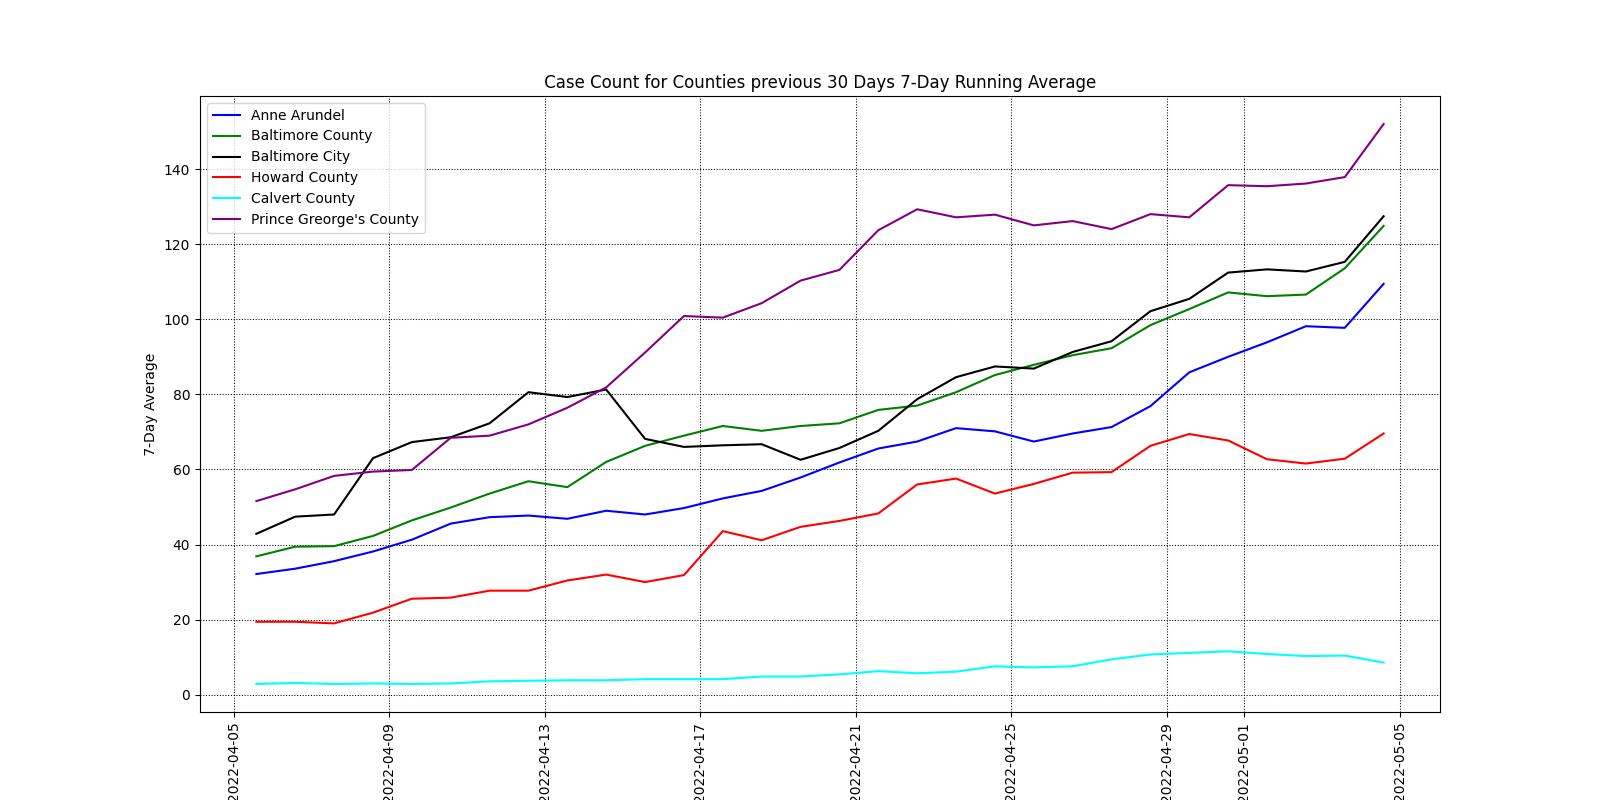 Case Count for Counties previous 30 Days 7-Day Running Average
Anne Arundel
Baltimore County
Baltimore City
Howard County
Calvert County
Prince Greorge's County
7-Day Average
140
120
100
80
60
40
20
0
2022-04-05
2022-04-09
2022-04-13
2022-04-17
2022-04-21
2022-04-25
2022-04-29
2022-05-01
2022-05-05